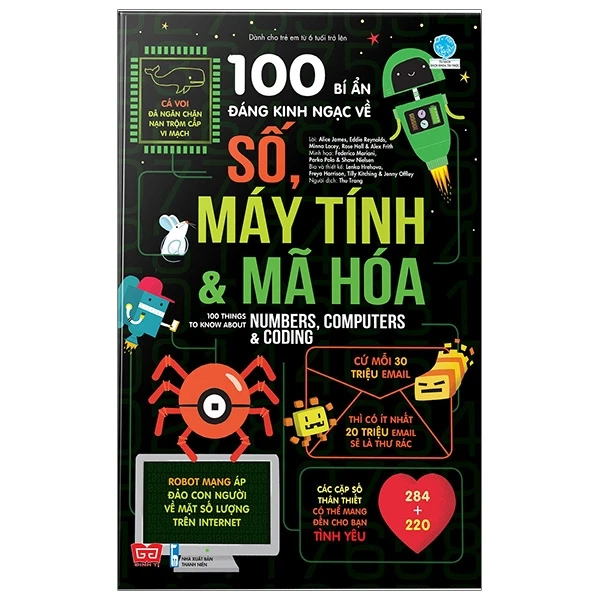 Dành cho trẻ em từ 6 tuổi trở lên
100 BÍ ẨN
ĐÁNG KINH NGẠC VỀ
CÁ VOI
ĐÃ NGĂN CHẶN
NẠN TRỘM CẮP
VI MẠCH
Lời: Alice James, Eddie Reynolds,
Minna Lacey, Rose Hall & Alex Frith
Minh họa: Federico Mariani,
Parko Polo & Shaw Nielsen
Bìa và thiết kế: Lenka Hrehova,
Freya Harrison, Tilly Kitching & Jenny Offley
Người dịch: Thu Trang
SỐ,
MÁY TÍNH
& MÃ HÓA
100 THINGS
TO KNOW ABOUT
NUMBERS, COMPUTERS
& CODING
CỨ MỖI 30
TRIỆU EMAIL
THÌ CÓ ÍT NHẤT
20 TRIỆU EMAIL
SẼ LÀ THƯ RÁC
ROBOT MẠNG ÁP
ĐẢO CON NGƯỜI
VỀ MẶT SỐ LƯỢNG
TRÊN INTERNET
CÁC CẶP SỐ
THÂN THIẾT
CÓ THỂ MANG
ĐẾN CHO BẠN
TÌNH YÊU
284
+
220
ĐINH TỊ
NHÀ XUẤT BẢN
THANH NIÊN